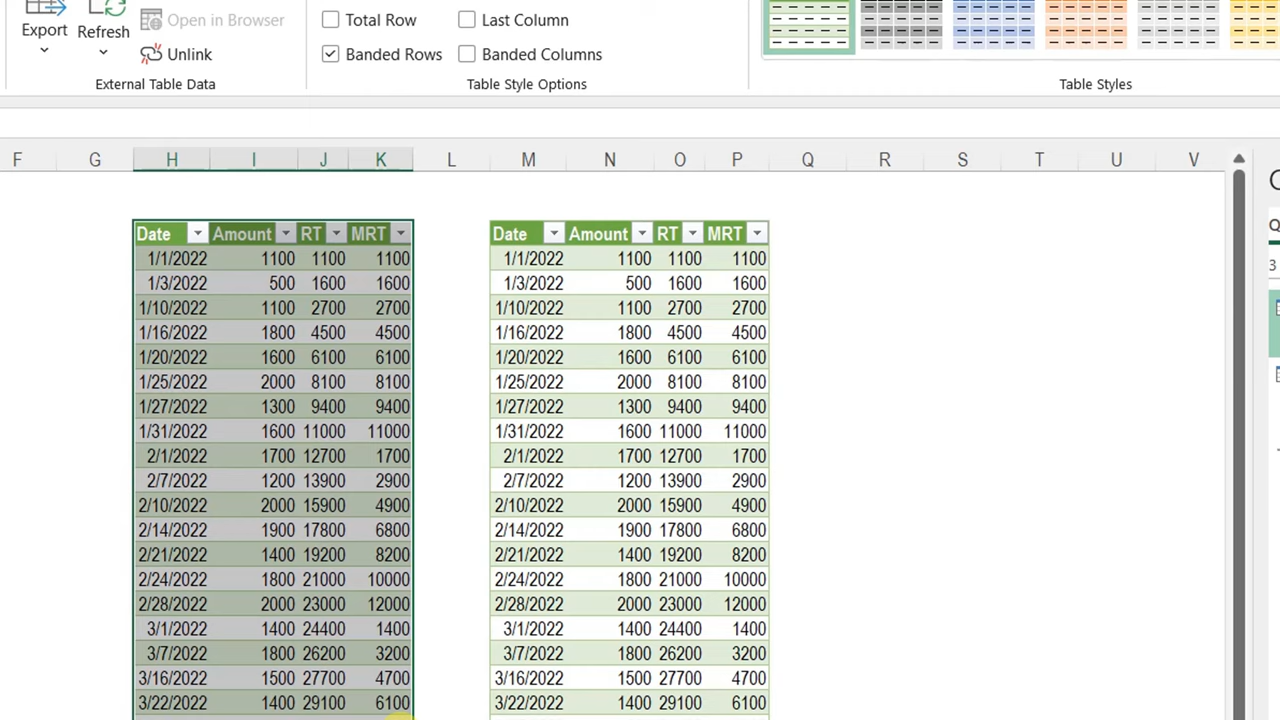 Export
Refresh
Open in Browser
Unlink
External Table Data
Total Row
Last Column
Banded Rows
Banded Columns
Table Style Options
Table Styles
F G H I J K L M N O P Q R S T U V
Date Amount RT MRT
1/1/2022 1100 1100 1100
1/3/2022 500 1600 1600
1/10/2022 1100 2700 2700
1/16/2022 1800 4500 4500
1/20/2022 1600 6100 6100
1/25/2022 2000 8100 8100
1/27/2022 1300 9400 9400
1/31/2022 1600 11000 11000
2/1/2022 1700 12700 1700
2/7/2022 1200 13900 2900
2/10/2022 2000 15900 4900
2/14/2022 1900 17800 6800
2/21/2022 1400 19200 8200
2/24/2022 1800 21000 10000
2/28/2022 2000 23000 12000
3/1/2022 1400 24400 1400
3/7/2022 1800 26200 3200
3/16/2022 1500 27700 4700
3/22/2022 1400 29100 6100
Date Amount RT MRT
1/1/2022 1100 1100 1100
1/3/2022 500 1600 1600
1/10/2022 1100 2700 2700
1/16/2022 1800 4500 4500
1/20/2022 1600 6100 6100
1/25/2022 2000 8100 8100
1/27/2022 1300 9400 9400
1/31/2022 1600 11000 11000
2/1/2022 1700 12700 1700
2/7/2022 1200 13900 2900
2/10/2022 2000 15900 4900
2/14/2022 1900 17800 6800
2/21/2022 1400 19200 8200
2/24/2022 1800 21000 10000
2/28/2022 2000 23000 12000
3/1/2022 1400 24400 1400
3/7/2022 1800 26200 3200
3/16/2022 1500 27700 4700
3/22/2022 1400 29100 6100
3